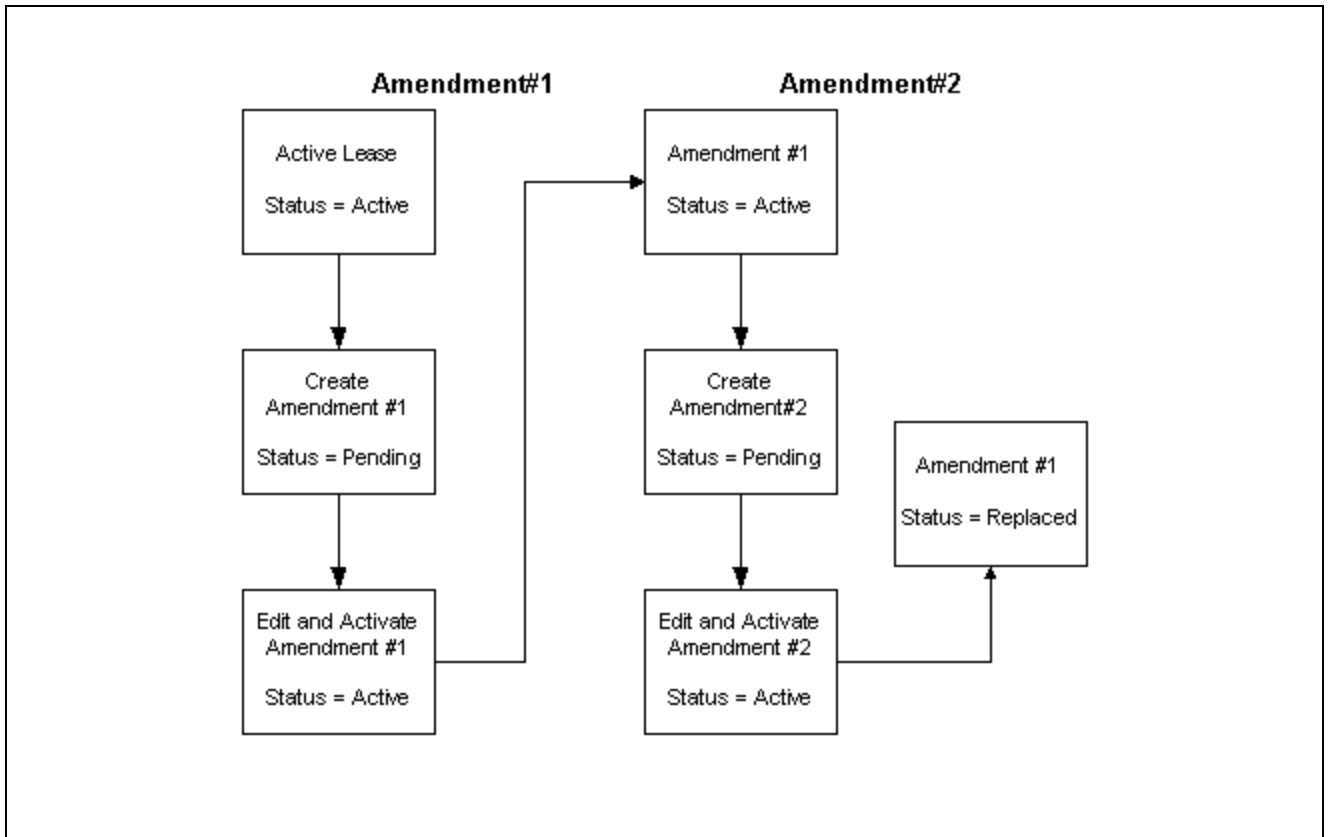 Amendment#1
Active Lease
Status = Active
Create
Amendment #1
Status = Pending
Edit and Activate
Amendment #1
Status = Active
Amendment#2
Amendment #1
Status = Active
Create
Amendment#2
Status = Pending
Edit and Activate
Amendment #2
Status = Active
Amendment #1
Status = Replaced